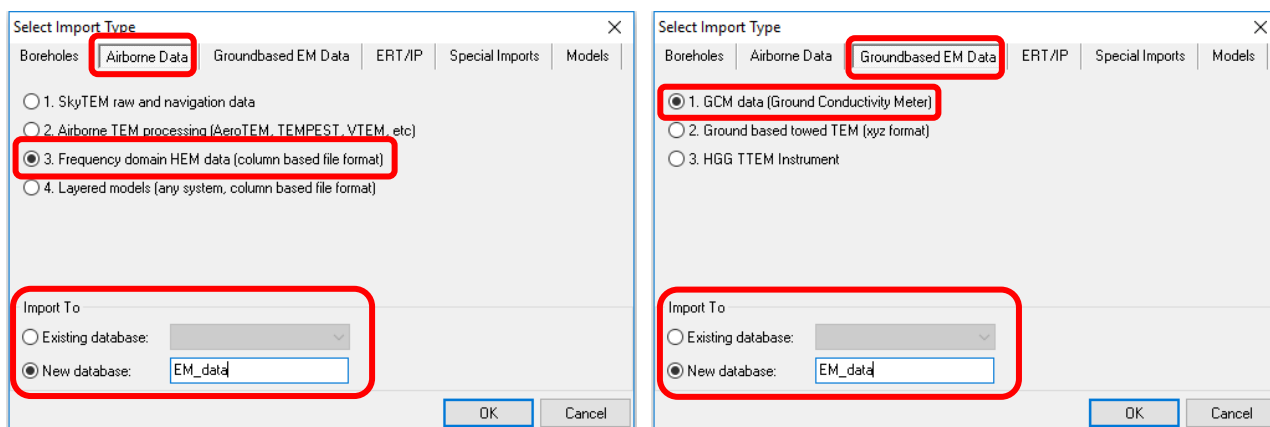 Select Import Type
Boreholes Airborne Data Groundbased EM Data ERT/IP Special Imports Models
1. SkyTEM raw and navigation data
2. Airborne TEM processing (AeroTEM, TEMPEST, VTEM, etc)
3. Frequency domain HEM data (column based file format)
4. Layered models (any system, column based file format)
Import To
Existing database:
New database: EM_data
OK Cancel
Select Import Type
Boreholes Airborne Data Groundbased EM Data ERT/IP Special Imports Models
1. GCM data (Ground Conductivity Meter)
2. Ground based towed TEM (xyz format)
3. HGG TTEM Instrument
Import To
Existing database:
New database: EM_data
OK Cancel